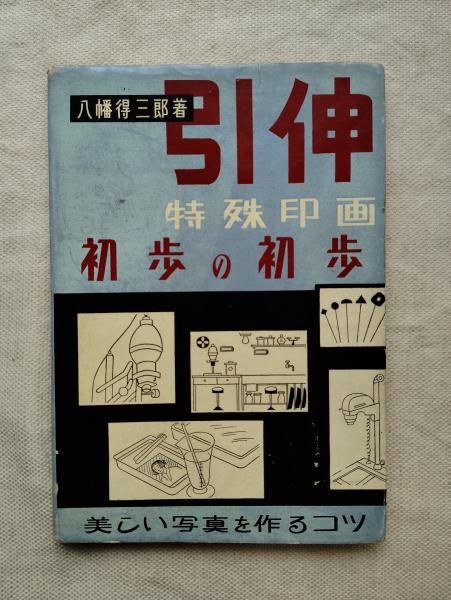 八幡得三郎著
引伸
特殊印画
初歩の初歩
美しい写真を作るコツ